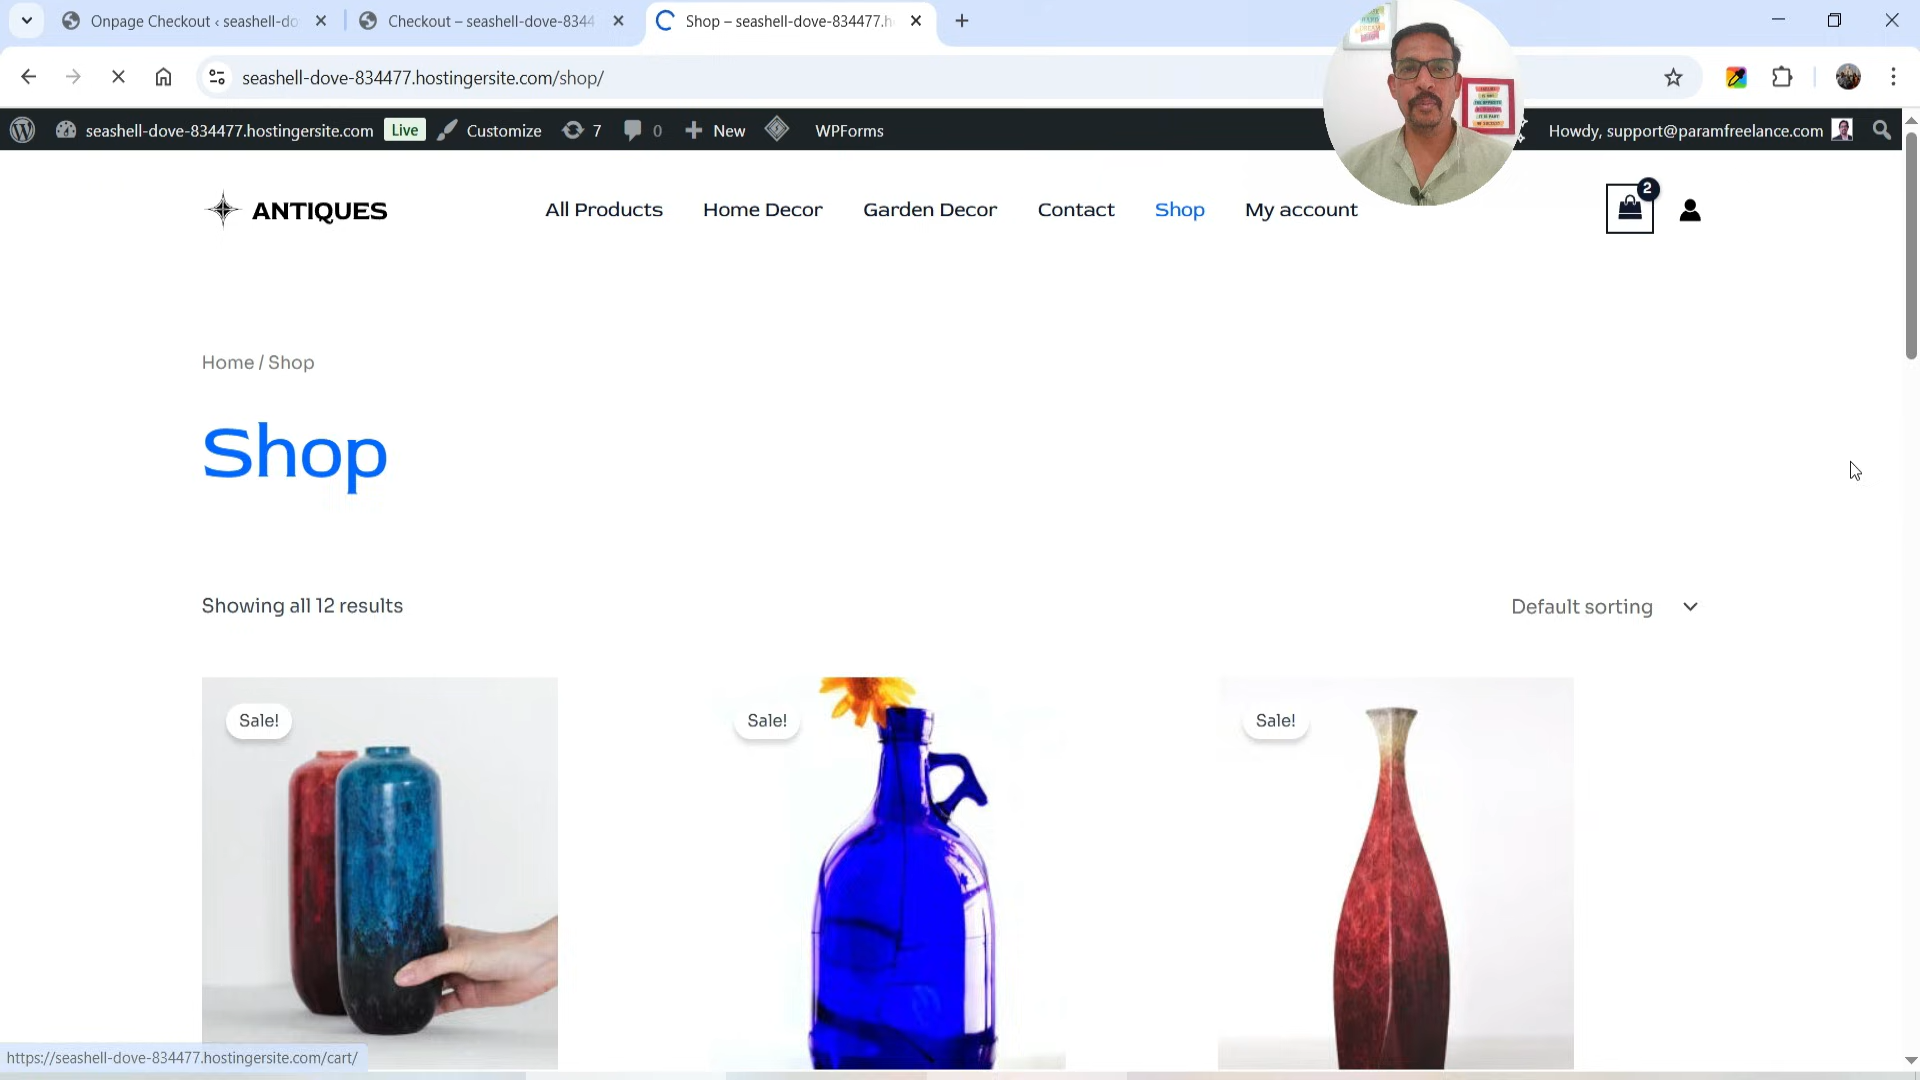 Onpage Checkout ‹ seashell-do
Checkout – seashell-dove-8344
Shop – seashell-dove-834477.h
seashell-dove-834477.hostingersite.com/shop/
seashell-dove-834477.hostingersite.com Live Customize 7 0 New WPForms Howdy, support@paramfreelance.com
ANTIQUES
All Products Home Decor Garden Decor Contact Shop My account
2
Home / Shop
Shop
Showing all 12 results
Default sorting
Sale!
Sale!
Sale!
https://seashell-dove-834477.hostingersite.com/cart/